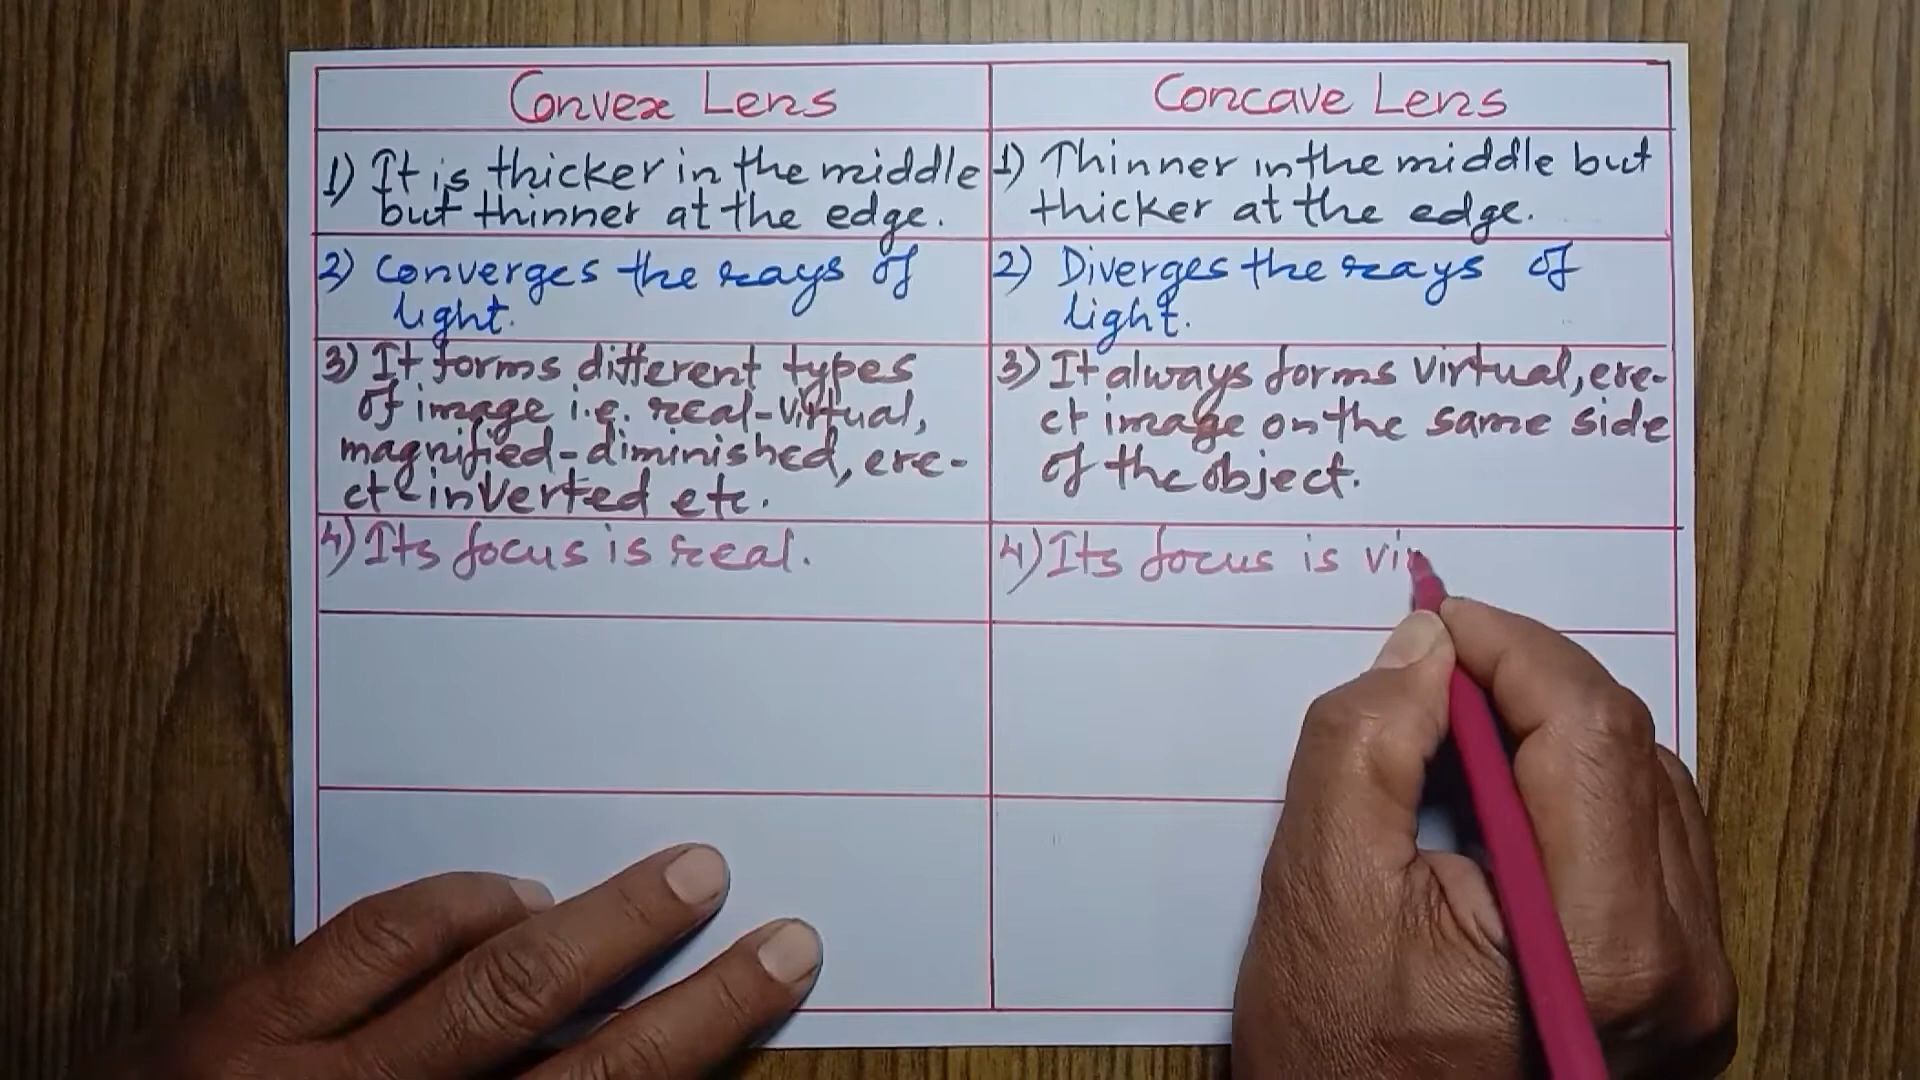 Convex Lens
1) It is thicker in the middle
but thinner at the edge.
2) Converges the rays of
light.
3) It forms different types
of image i.e. real-virtual,
magnified-diminished, ere-
ct & inverted etc.
4) Its focus is real.
Concave Lens
1) Thinner in the middle but
thicker at the edge.
2) Diverges the rays of
light.
3) It always forms virtual, ere-
ct image on the same side
of the object.
4) Its focus is vir